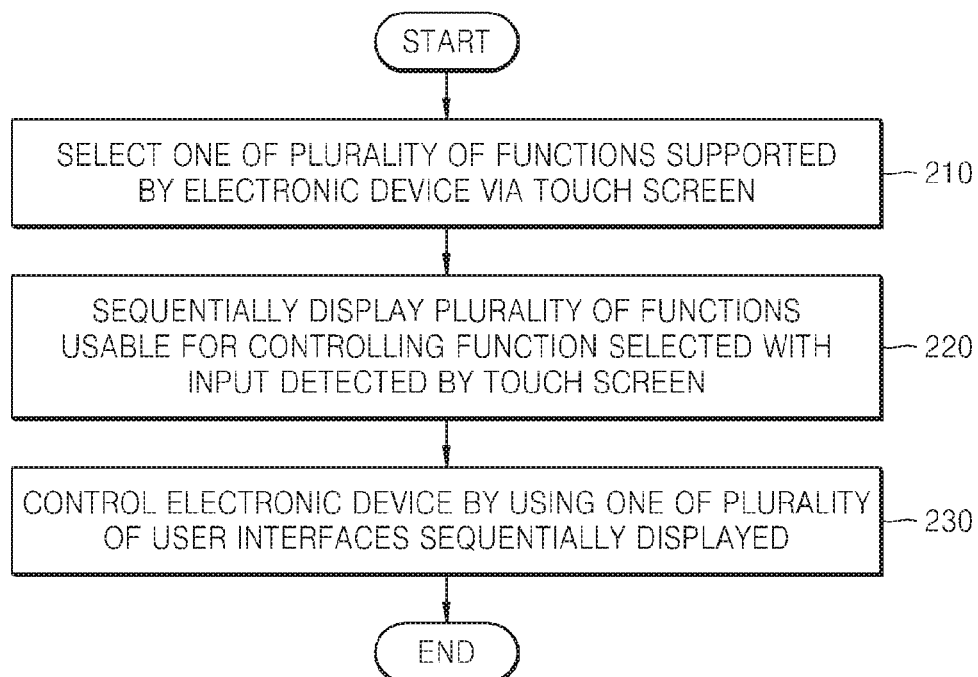 START
SELECT ONE OF PLURALITY OF FUNCTIONS SUPPORTED
BY ELECTRONIC DEVICE VIA TOUCH SCREEN
210
SEQUENTIALLY DISPLAY PLURALITY OF FUNCTIONS
USABLE FOR CONTROLLING FUNCTION SELECTED WITH
INPUT DETECTED BY TOUCH SCREEN
220
CONTROL ELECTRONIC DEVICE BY USING ONE OF PLURALITY
OF USER INTERFACES SEQUENTIALLY DISPLAYED
230
END